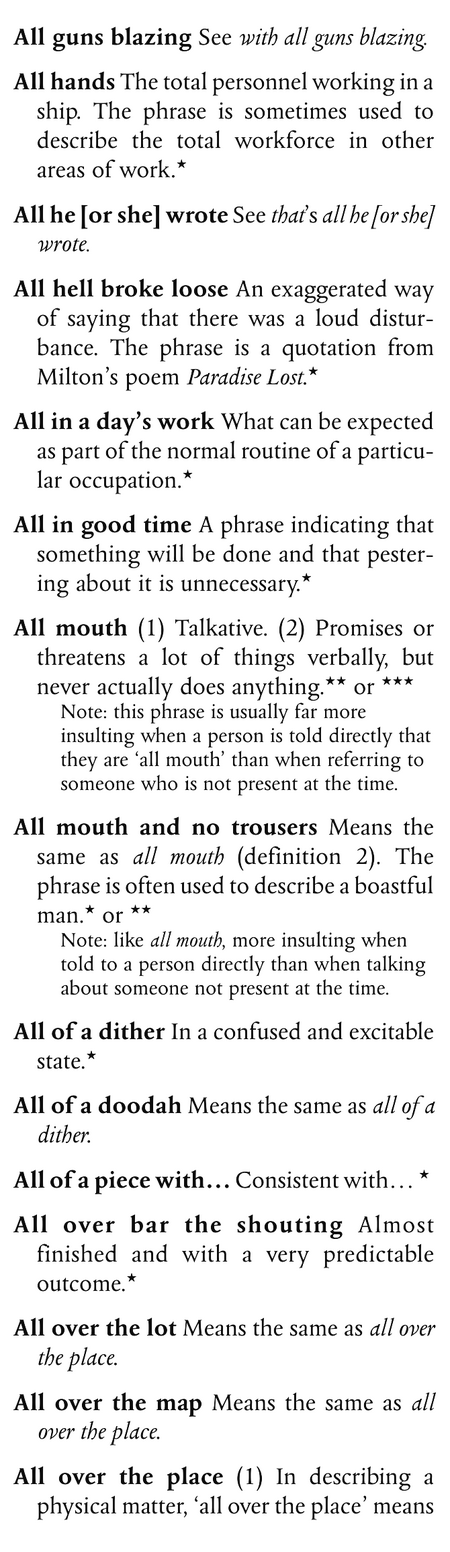 All guns blazing See with all guns blazing.
All hands The total personnel working in a
ship. The phrase is sometimes used to
describe the total workforce in other
areas of work.★
All he [or she] wrote See that's all he [or she]
wrote.
All hell broke loose An exaggerated way
of saying that there was a loud distur-
bance. The phrase is a quotation from
Milton's poem Paradise Lost.★
All in a day's work What can be expected
as part of the normal routine of a particu-
lar occupation.★
All in good time A phrase indicating that
something will be done and that pester-
ing about it is unnecessary.★
All mouth (1) Talkative. (2) Promises or
threatens a lot of things verbally, but
never actually does anything.★★ or ★★★
Note: this phrase is usually far more
insulting when a person is told directly that
they are 'all mouth' than when referring to
someone who is not present at the time.
All mouth and no trousers Means the
same as all mouth (definition 2). The
phrase is often used to describe a boastful
man.★ or ★★
Note: like all mouth, more insulting when
told to a person directly than when talking
about someone not present at the time.
All of a dither In a confused and excitable
state.★
All of a doodah Means the same as all of a
dither.
All of a piece with… Consistent with… ★
All over bar the shouting Almost
finished and with a very predictable
outcome.★
All over the lot Means the same as all over
the place.
All over the map Means the same as all
over the place.
All over the place (1) In describing a
physical matter, 'all over the place' means